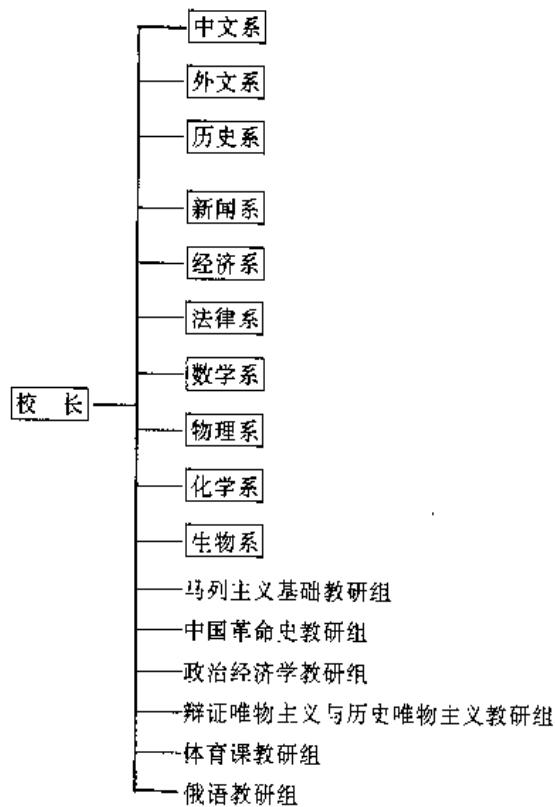 中文系
外文系
历史系
新闻系
经济系
法律系
数学系
校 长
物理系
化学系
生物系
马列主义基础教研组
中国革命史教研组
政治经济学教研组
辩证唯物主义与历史唯物主义教研组
体育课教研组
俄语教研组